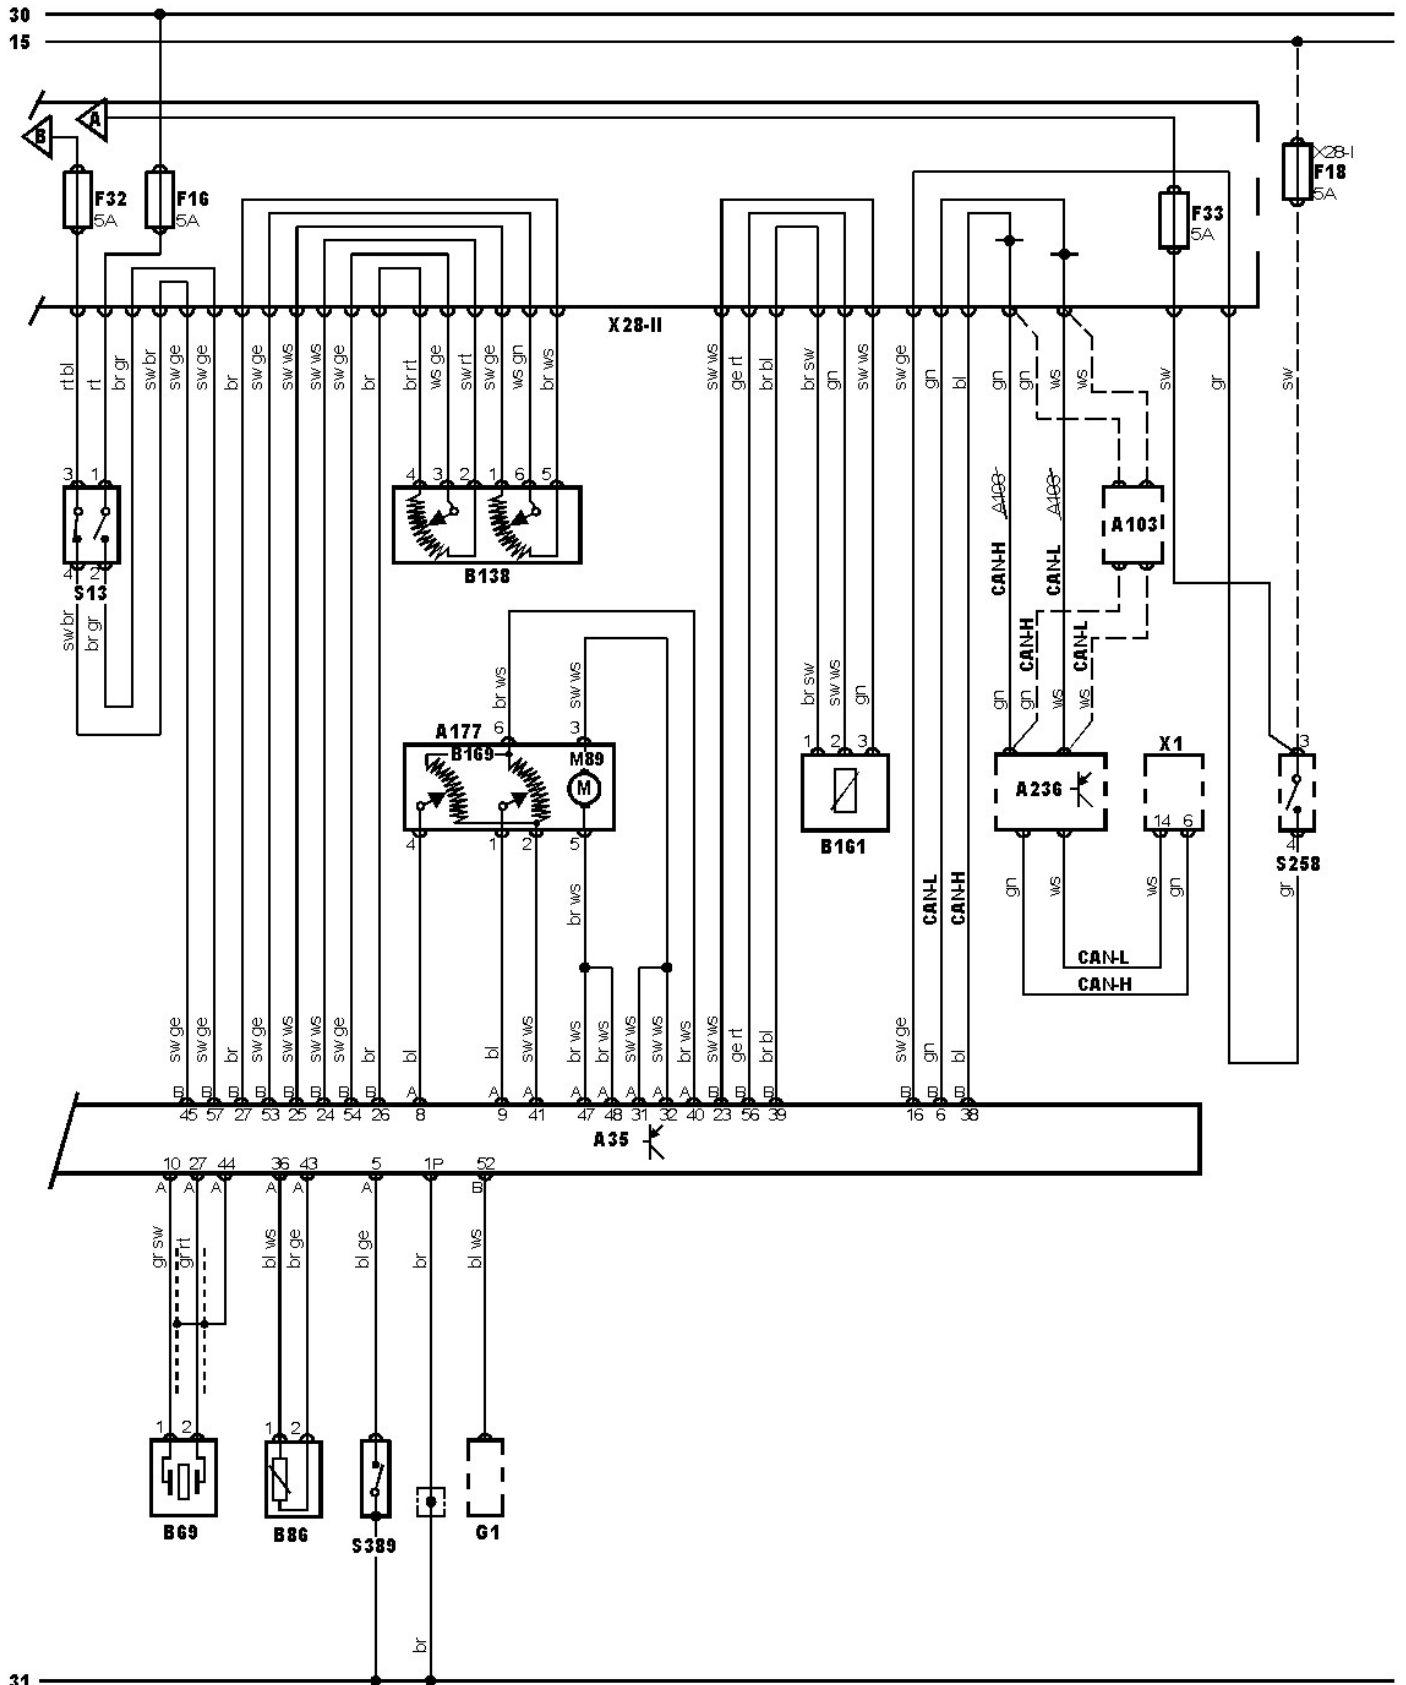 30
15
A
B
X28-I
F32
5A
F16
5A
F18
5A
F33
5A
X28-II
rt bl
rt
br gr
sw br
sw ge
sw ge
br
sw ge
sw ws
sw ws
sw ge
br
br rt
ws ge
sw rt
sw ge
ws gn
br ws
sw ws
ge rt
br bl
br sw
gn
sw ws
sw ge
gn
bl
gn
gn
ws
ws
sw
gr
sw
3 1
4 3 2 1 6 5
A103
A103
A103
CAN-H
CAN-L
4 2
S13
B138
sw br
br gr
CAN-H
CAN-L
br ws
sw ws
br sw
sw ws
gn
gn
gn
ws
ws
A177
6
3
1 2 3
X1
3
B169
M89
M
A236
14 6
4
1
2
5
B161
4
S258
br ws
CAN-L
CAN-H
gn
ws
ws
gn
gr
CAN-L
CAN-H
sw ge
sw ge
br
sw ge
sw ws
sw ws
sw ge
br
bl
bl
sw ws
br ws
br ws
sw ws
sw ws
br ws
sw ws
ge rt
br bl
sw ge
gn
bl
B B B B B B B B A A A A A A A A B B B B B B
45 57 27 53 25 24 54 26 8 9 41 47 48 31 32 40 23 56 39 16 6 38
A35
10 27 44 36 43 5 1P 52
A A A A A A B
gr sw
gr rt
bl ws
br ge
bl ge
br
bl ws
1 2
1 2
B69
B86
S389
G1
br
31